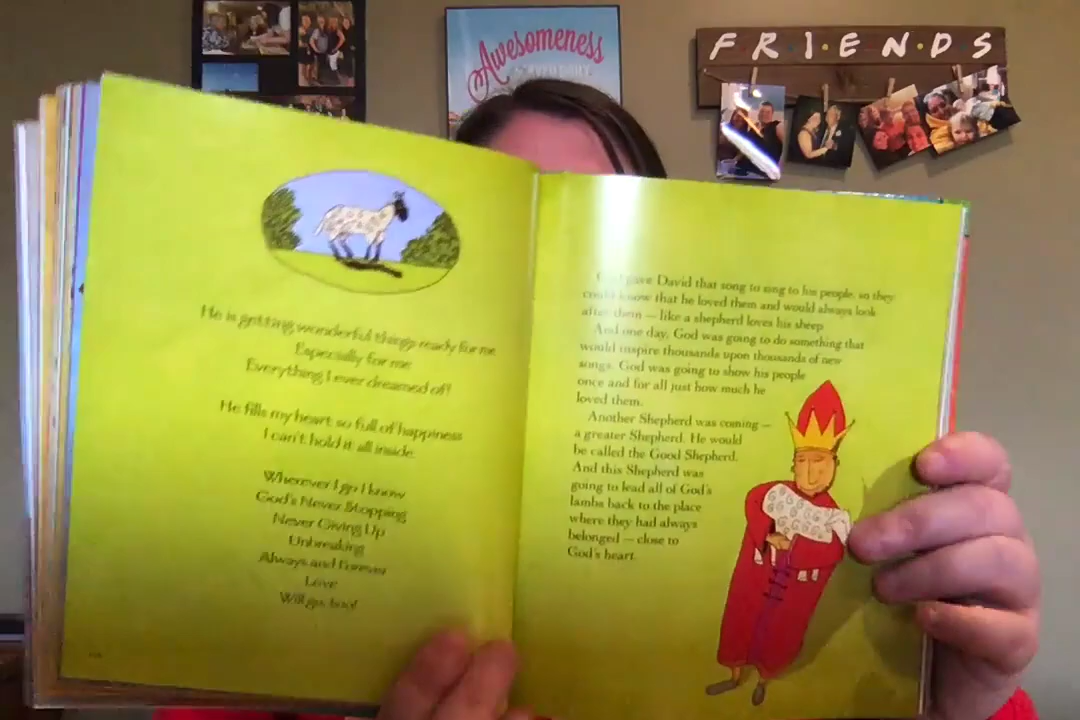 Awesomeness
FRIENDS
He is getting wonderful things ready for me
Especially for me
Everything I ever dreamed of!
He fills my heart so full of happiness
I can't hold it all inside.
Wherever I go I know
God's Never Stopping
Never Giving Up
Unbreaking
Always and Forever
Love
Will go, too!
God gave David that song to sing to his people, so they
could know that he loved them and would always look
after them — like a shepherd loves his sheep.
And one day, God was going to do something that
would inspire thousands upon thousands of new
songs. God was going to show his people
once and for all just how much he
loved them.
Another Shepherd was coming —
a greater Shepherd. He would
be called the Good Shepherd.
And this Shepherd was
going to lead all of God's
lambs back to the place
where they had always
belonged — close to
God's heart.